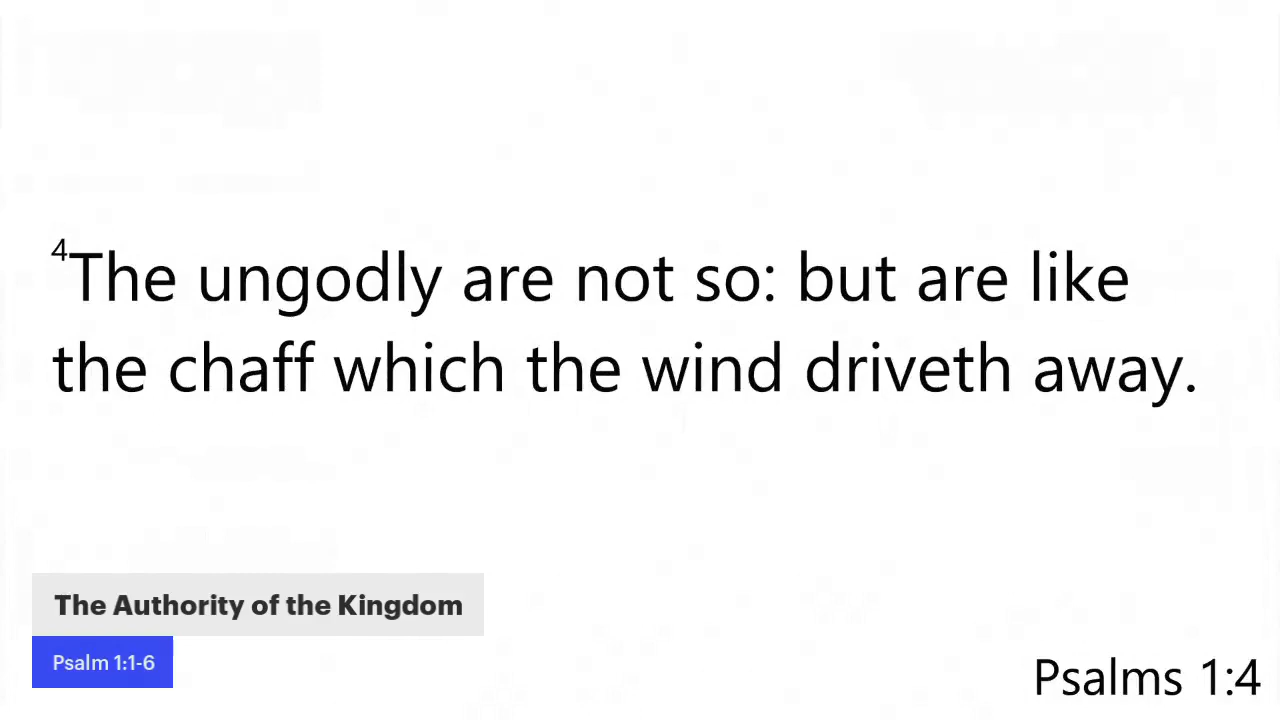 4The ungodly are not so: but are like
the chaff which the wind driveth away.
The Authority of the Kingdom
Psalm 1:1-6
Psalms 1:4